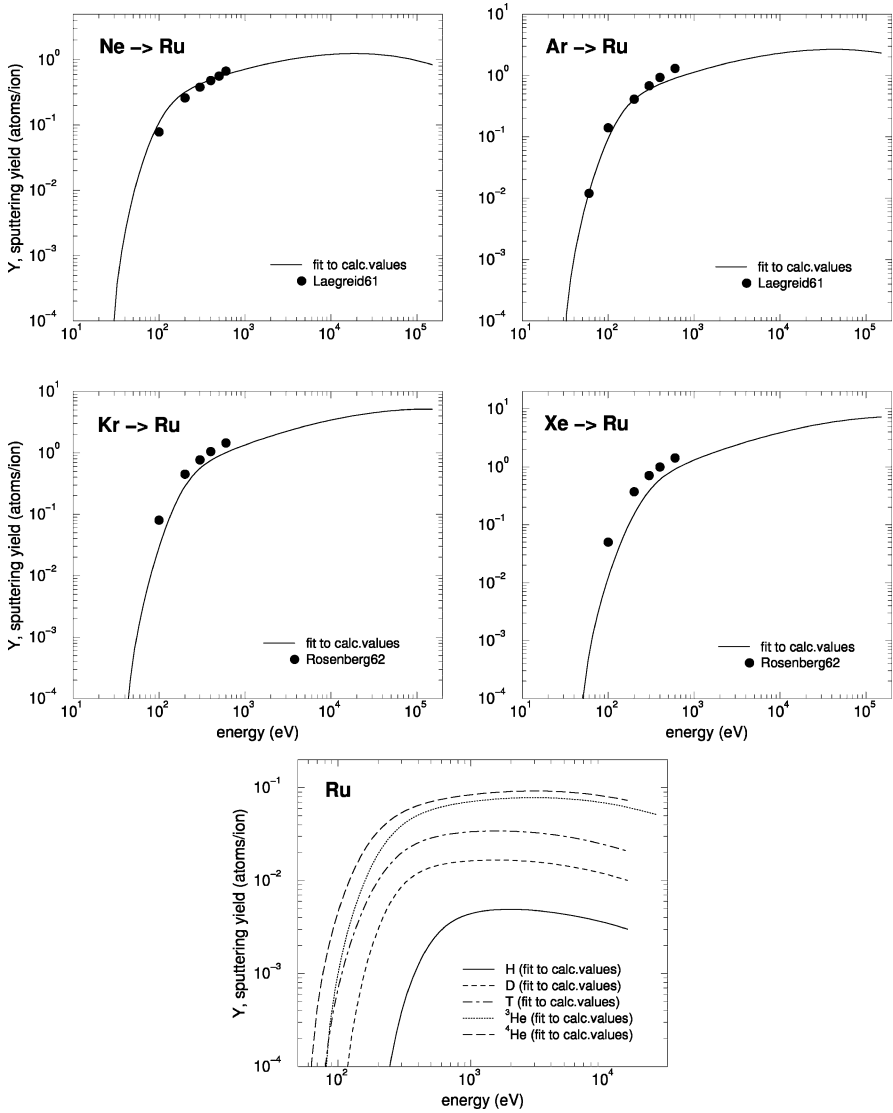 Ne −> Ru
Y, sputtering yield (atoms/ion)
10^0
10^-1
10^-2
10^-3
10^-4
fit to calc.values
Laegreid61
10^1 10^2 10^3 10^4 10^5
Ar −> Ru
10^1
10^0
10^-1
10^-2
10^-3
10^-4
fit to calc.values
Laegreid61
10^1 10^2 10^3 10^4 10^5
Kr −> Ru
Y, sputtering yield (atoms/ion)
10^1
10^0
10^-1
10^-2
10^-3
10^-4
fit to calc.values
Rosenberg62
10^1 10^2 10^3 10^4 10^5
energy (eV)
Xe −> Ru
10^1
10^0
10^-1
10^-2
10^-3
10^-4
fit to calc.values
Rosenberg62
10^1 10^2 10^3 10^4 10^5
energy (eV)
Ru
Y, sputtering yield (atoms/ion)
10^-1
10^-2
10^-3
10^-4
H (fit to calc.values)
D (fit to calc.values)
T (fit to calc.values)
^3He (fit to calc.values)
^4He (fit to calc.values)
10^2 10^3 10^4
energy (eV)